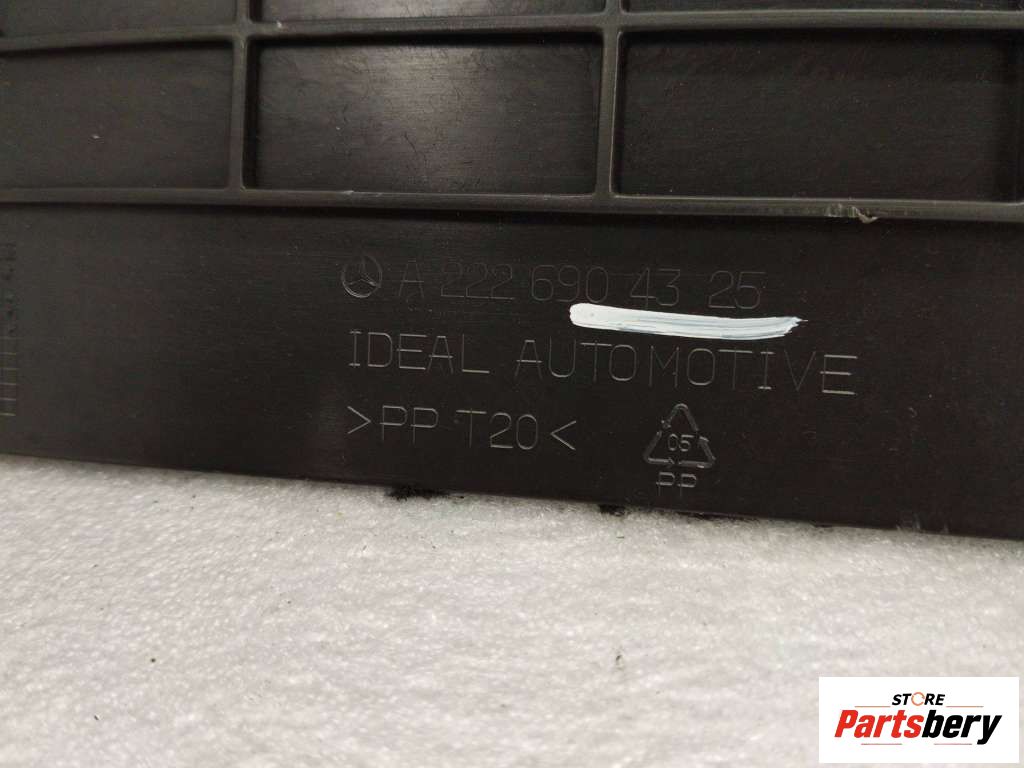 A 222 690 43 25
IDEAL AUTOMOTIVE
>PP T20<
05
PP
STORE
Partsbery